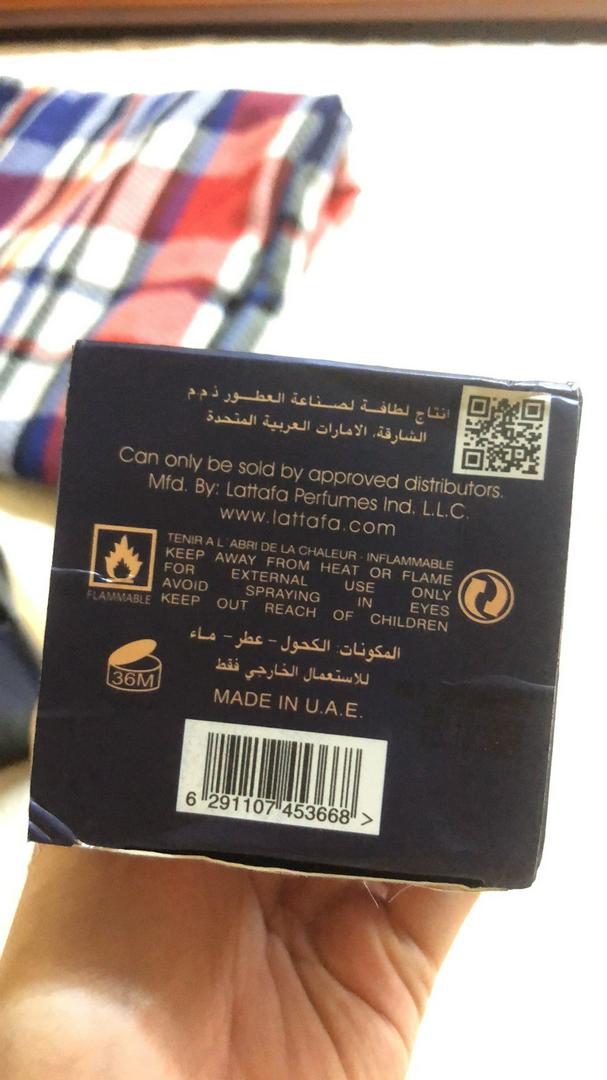 انتاج لطافــة لصــناعة العطــور ذ م م
الشارقة، الامارات العربية المتحدة
Can only be sold by approved distributors.
Mfd. By: Lattafa Perfumes Ind. L.L.C.
www.lattafa.com
TENIR A L'ABRI DE LA CHALEUR - INFLAMMABLE
KEEP AWAY FROM HEAT OR FLAME
FOR EXTERNAL USE ONLY
AVOID SPRAYING IN EYES
KEEP OUT REACH OF CHILDREN
FLAMMABLE
المكونات: الكحول – عطر – ماء
للاستعمال الخارجي فقط
36M
MADE IN U.A.E.
6 291107 453668 >